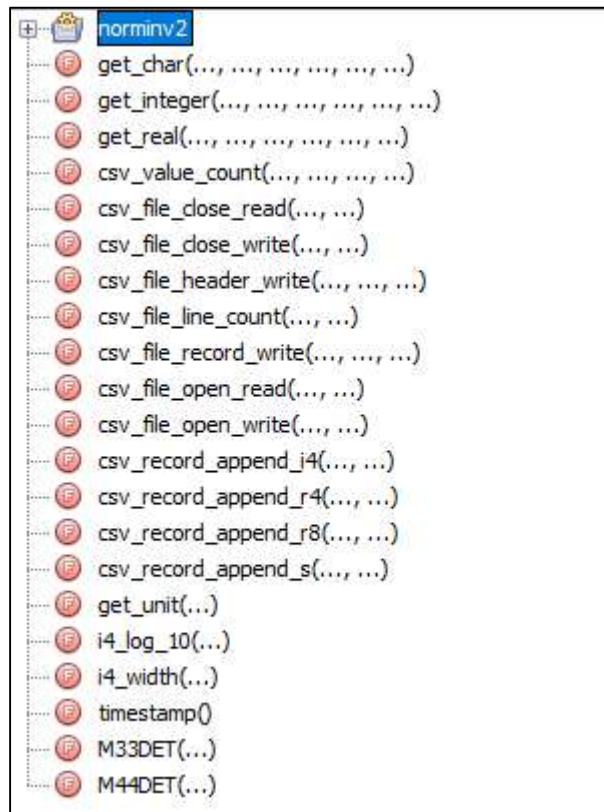 norminv2
get_char(..., ..., ..., ..., ..., ...)
get_integer(..., ..., ..., ..., ..., ...)
get_real(..., ..., ..., ..., ..., ...)
csv_value_count(..., ..., ..., ...)
csv_file_close_read(..., ...)
csv_file_close_write(..., ...)
csv_file_header_write(..., ..., ...)
csv_file_line_count(..., ...)
csv_file_record_write(..., ..., ...)
csv_file_open_read(..., ...)
csv_file_open_write(..., ...)
csv_record_append_i4(..., ...)
csv_record_append_r4(..., ...)
csv_record_append_r8(..., ...)
csv_record_append_s(..., ...)
get_unit(...)
i4_log_10(...)
i4_width(...)
timestamp()
M33DET(...)
M44DET(...)